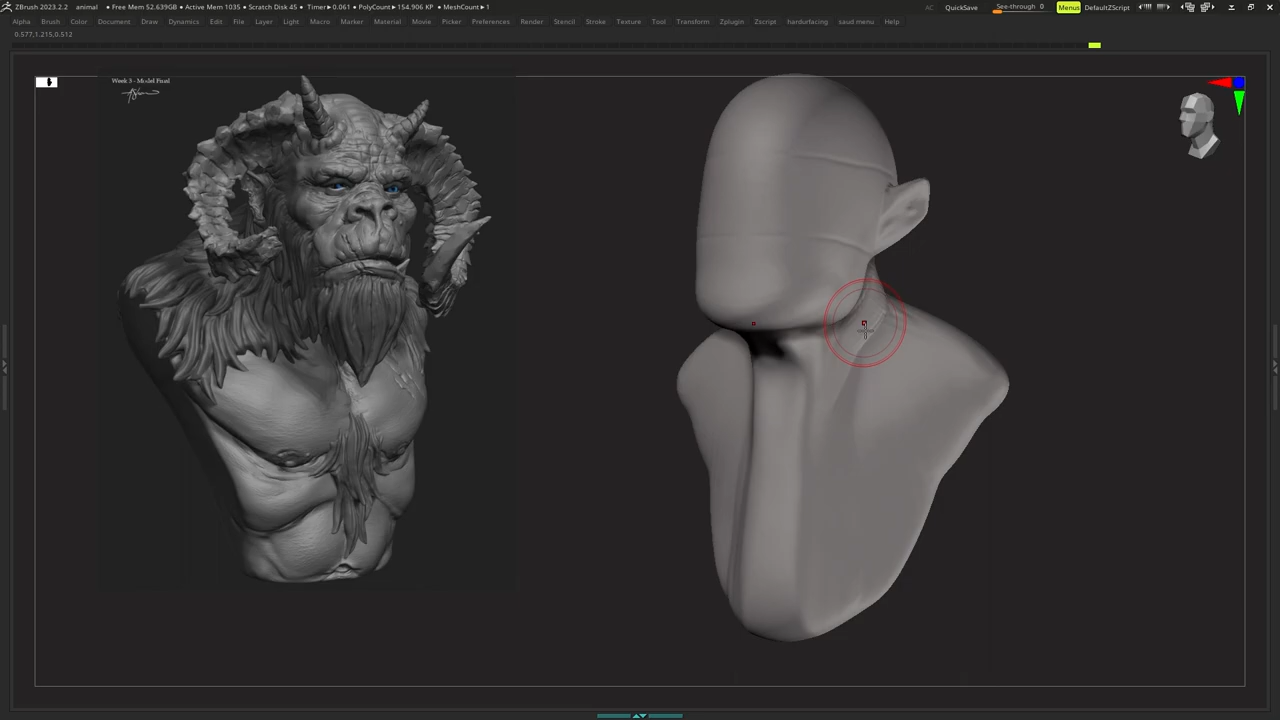 ZBrush 2023.2.2 animal • Free Mem 52.639GB • Active Mem 1035 • Scratch Disk 45 • Timer▸0.061 • PolyCount▸154.906 KP • MeshCount▸1 AC QuickSave See-through 0 Menus DefaultZScript
Alpha Brush Color Document Draw Dynamics Edit File Layer Light Macro Marker Material Movie Picker Preferences Render Stencil Stroke Texture Tool Transform Zplugin Zscript hardurfacing saud menu Help
0.577,1.215,0.512
Week 3 - Model Final